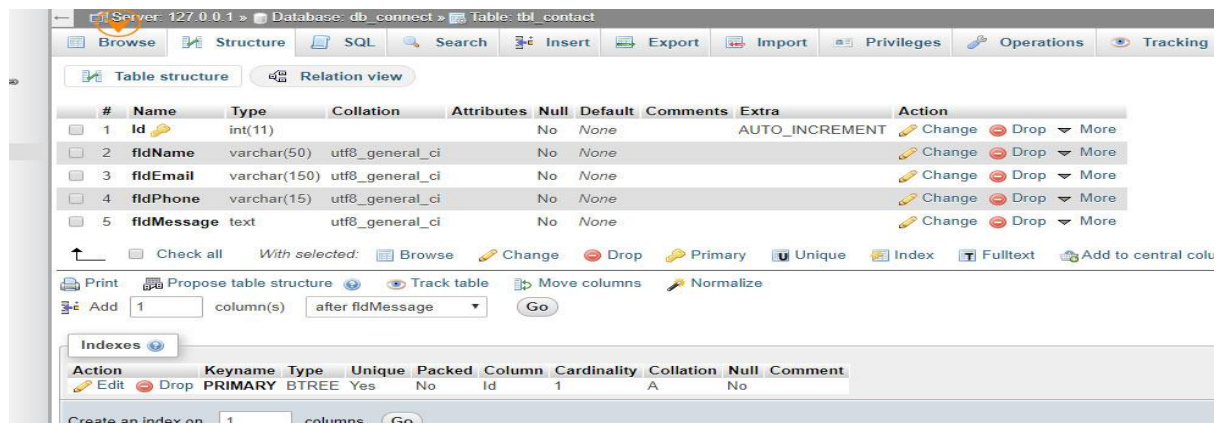 Server: 127.0.0.1 » Database: db_connect » Table: tbl_contact
Browse Structure SQL Search Insert Export Import Privileges Operations Tracking
Table structure Relation view
# Name Type Collation Attributes Null Default Comments Extra Action
1 Id int(11) No None AUTO_INCREMENT Change Drop More
2 fldName varchar(50) utf8_general_ci No None Change Drop More
3 fldEmail varchar(150) utf8_general_ci No None Change Drop More
4 fldPhone varchar(15) utf8_general_ci No None Change Drop More
5 fldMessage text utf8_general_ci No None Change Drop More
Check all With selected: Browse Change Drop Primary Unique Index Fulltext Add to central colu
Print Propose table structure Track table Move columns Normalize
Add 1 column(s) after fldMessage Go
Indexes
Action Keyname Type Unique Packed Column Cardinality Collation Null Comment
Edit Drop PRIMARY BTREE Yes No Id 1 A No
Create an index on 1 columns Go